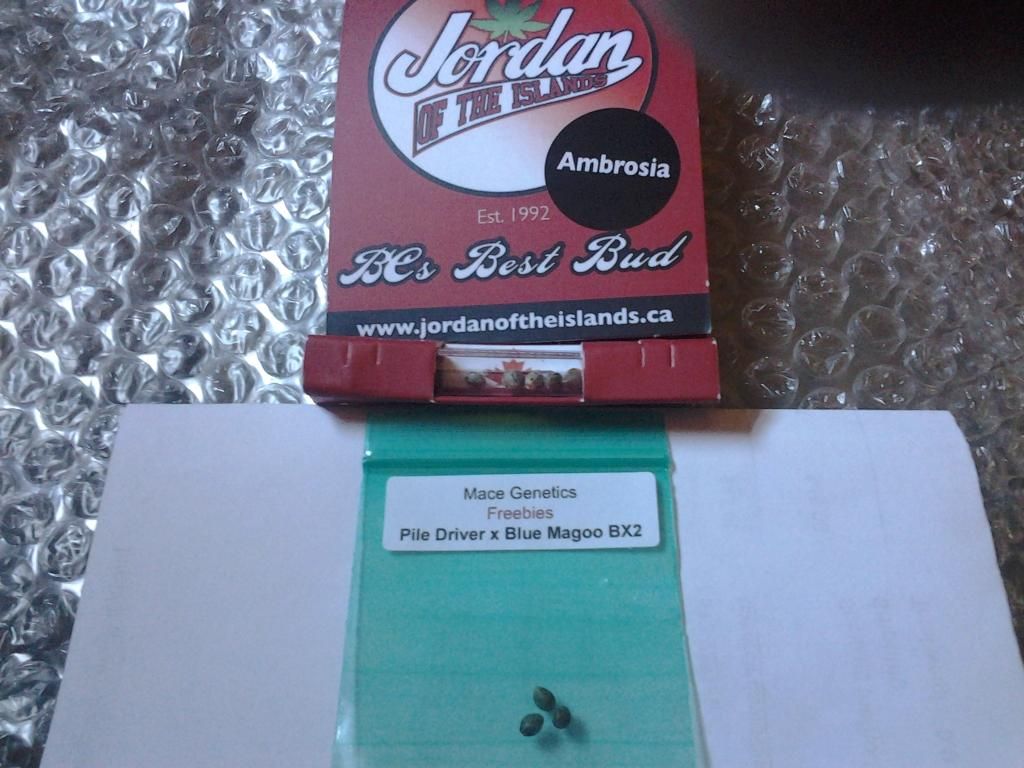 Jordan
OF THE ISLANDS
Ambrosia
Est. 1992
BCs Best Bud
www.jordanoftheislands.ca
Mace Genetics
Freebies
Pile Driver x Blue Magoo BX2